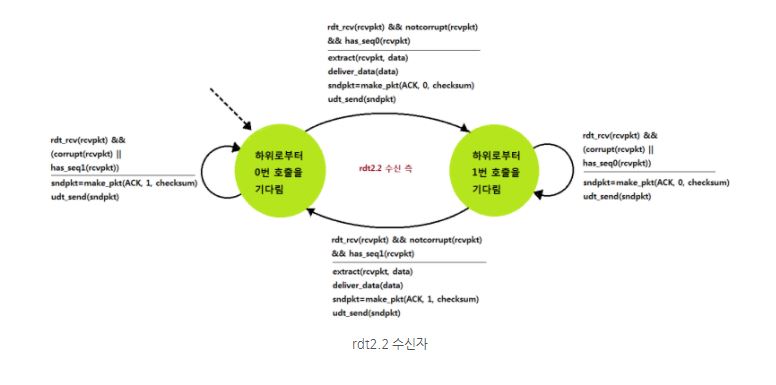 rdt_rcv(rcvpkt) && notcorrupt(rcvpkt)
&& has_seq0(rcvpkt)
extract(rcvpkt, data)
deliver_data(data)
sndpkt=make_pkt(ACK, 0, checksum)
udt_send(sndpkt)
rdt_rcv(rcvpkt) &&
(corrupt(rcvpkt) ||
has_seq1(rcvpkt))
sndpkt=make_pkt(ACK, 1, checksum)
udt_send(sndpkt)
하위로부터
0번 호출을
기다림
rdt2.2 수신 측
하위로부터
1번 호출을
기다림
rdt_rcv(rcvpkt) &&
(corrupt(rcvpkt) ||
has_seq0(rcvpkt))
sndpkt=make_pkt(ACK, 0, checksum)
udt_send(sndpkt)
rdt_rcv(rcvpkt) && notcorrupt(rcvpkt)
&& has_seq1(rcvpkt)
extract(rcvpkt, data)
deliver_data(data)
sndpkt=make_pkt(ACK, 1, checksum)
udt_send(sndpkt)
rdt2.2 수신자